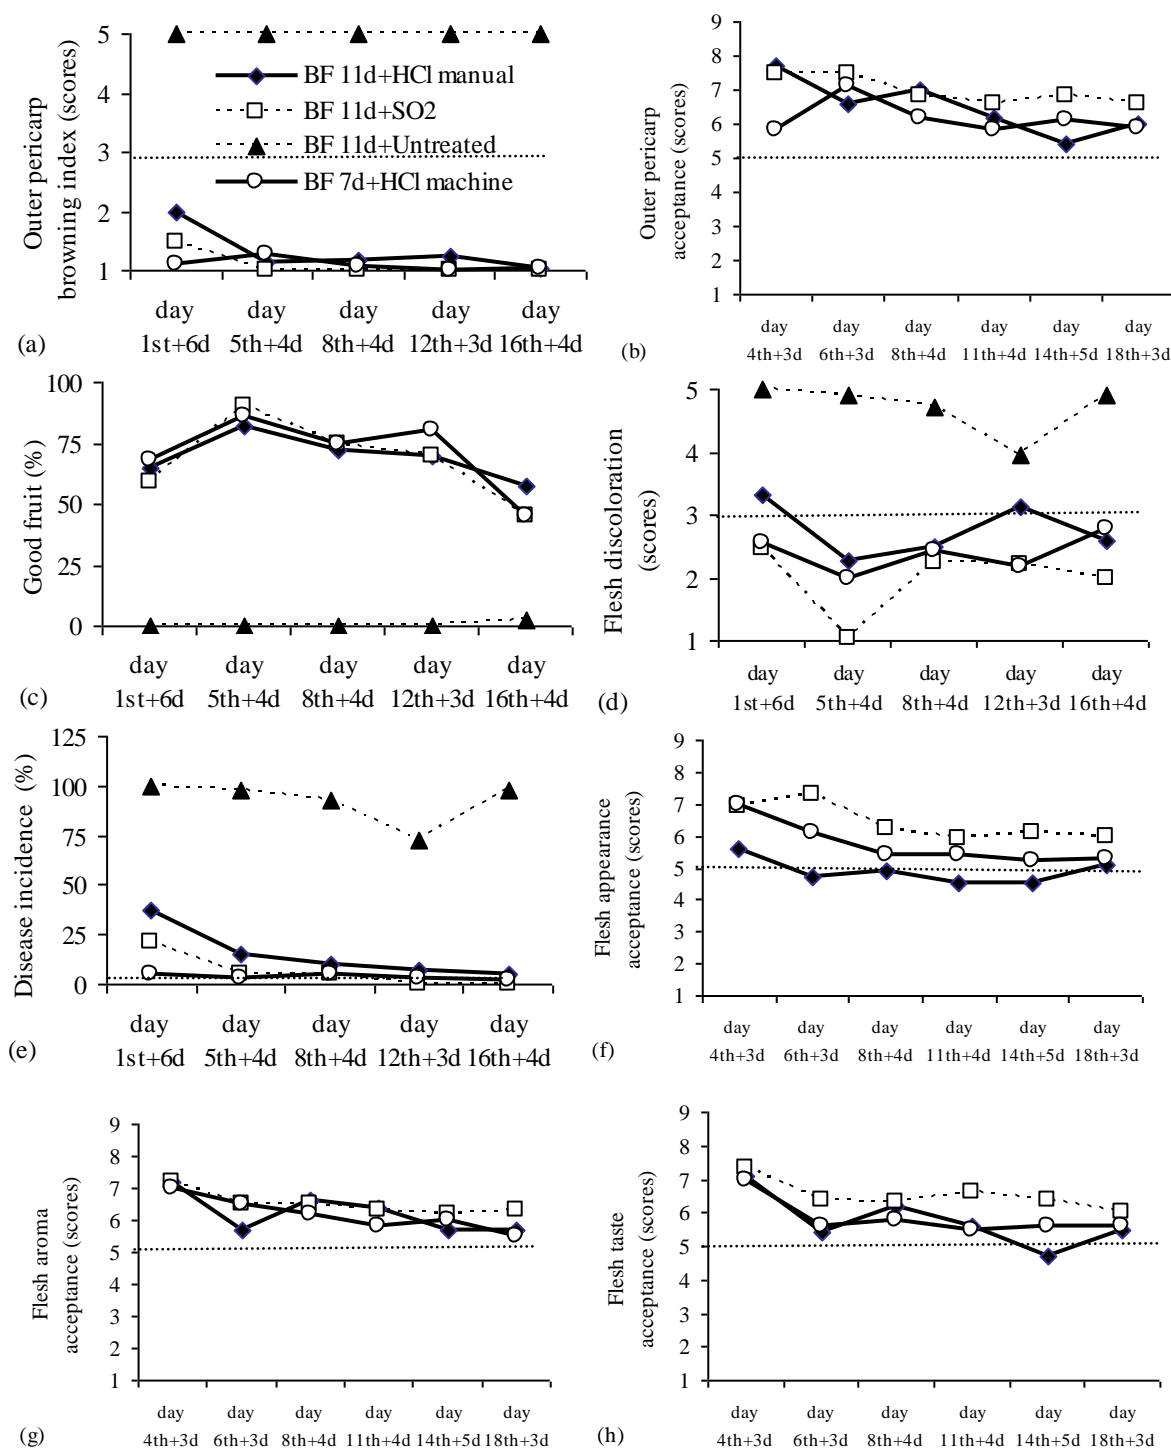 Outer pericarp
browning index (scores)
5
4
3
2
1
BF 11d+HCl manual
BF 11d+SO2
BF 11d+Untreated
BF 7d+HCl machine
day day day day day
1st+6d 5th+4d 8th+4d 12th+3d 16th+4d
(a)
Outer pericarp
acceptance (scores)
9
8
7
6
5
4
3
2
1
day day day day day day
4th+3d 6th+3d 8th+4d 11th+4d 14th+5d 18th+3d
(b)
Good fruit (%)
100
75
50
25
0
day day day day day
1st+6d 5th+4d 8th+4d 12th+3d 16th+4d
(c)
Flesh discoloration
(scores)
5
4
3
2
1
day day day day day
1st+6d 5th+4d 8th+4d 12th+3d 16th+4d
(d)
Disease incidence (%)
125
100
75
50
25
0
day day day day day
1st+6d 5th+4d 8th+4d 12th+3d 16th+4d
(e)
Flesh appearance
acceptance (scores)
9
8
7
6
5
4
3
2
1
day day day day day day
4th+3d 6th+3d 8th+4d 11th+4d 14th+5d 18th+3d
(f)
Flesh aroma
acceptance (scores)
9
8
7
6
5
4
3
2
1
day day day day day day
4th+3d 6th+3d 8th+4d 11th+4d 14th+5d 18th+3d
(g)
Flesh taste
acceptance (scores)
9
8
7
6
5
4
3
2
1
day day day day day day
4th+3d 6th+3d 8th+4d 11th+4d 14th+5d 18th+3d
(h)